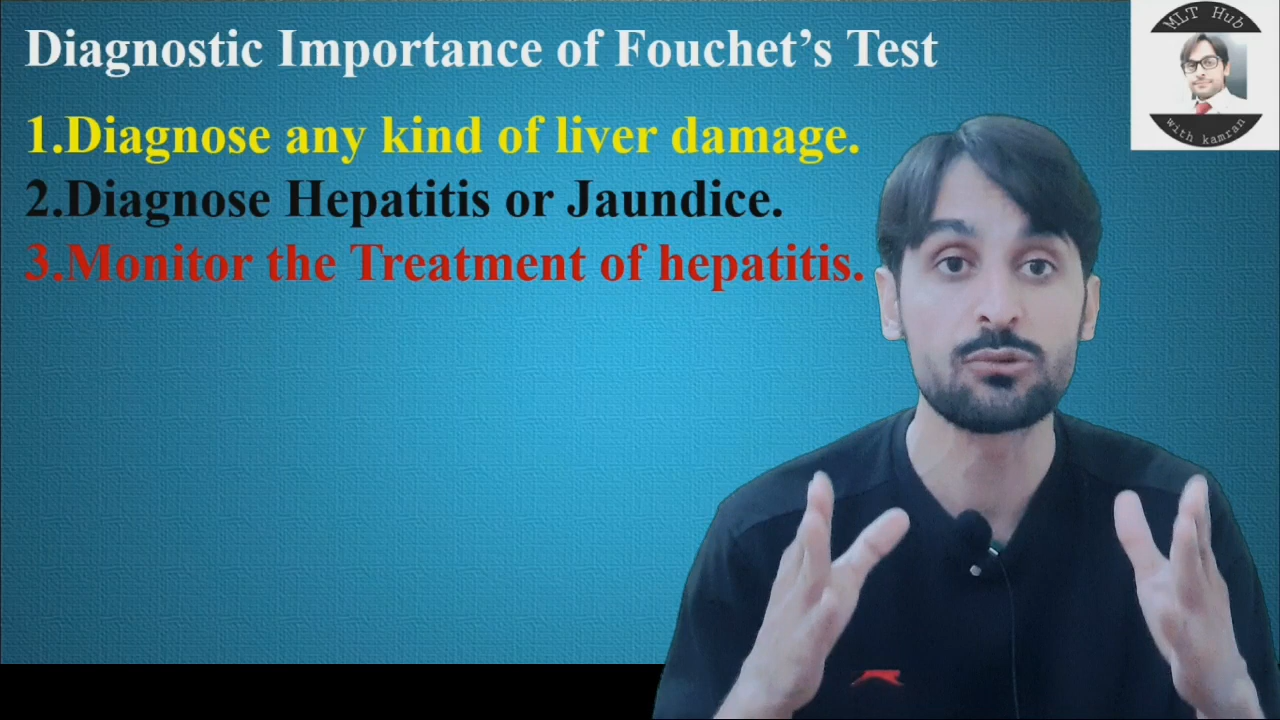 Diagnostic Importance of Fouchet’s Test
MLT Hub
with kamran
1.Diagnose any kind of liver damage.
2.Diagnose Hepatitis or Jaundice.
3.Monitor the Treatment of hepatitis.